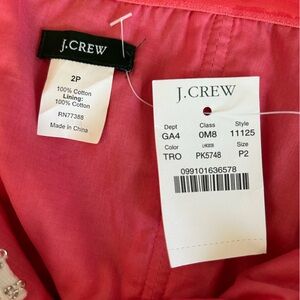 J.CREW
2P
100% Cotton
Lining:
100% Cotton
RN77388
Made In China
J.CREW
Dept Class Style
GA4 0M8 11125
Color Size
TRO PK5748 P2
099101636578